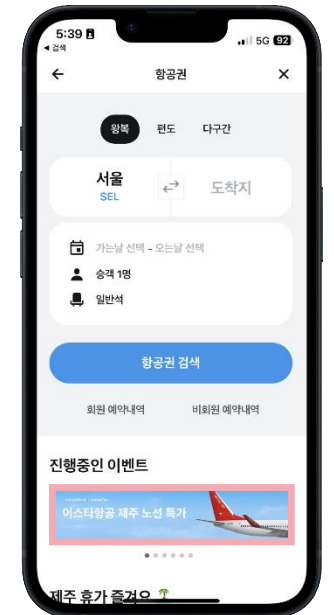 5:39
5G 92
◀ 검색
항공권
왕복 편도 다구간
서울 도착지
SEL
가는날 선택 - 오는날 선택
승객 1명
일반석
항공권 검색
회원 예약내역 비회원 예약내역
진행중인 이벤트
이스타항공 제주 노선 특가
제주 휴가 즐겨요 🌴